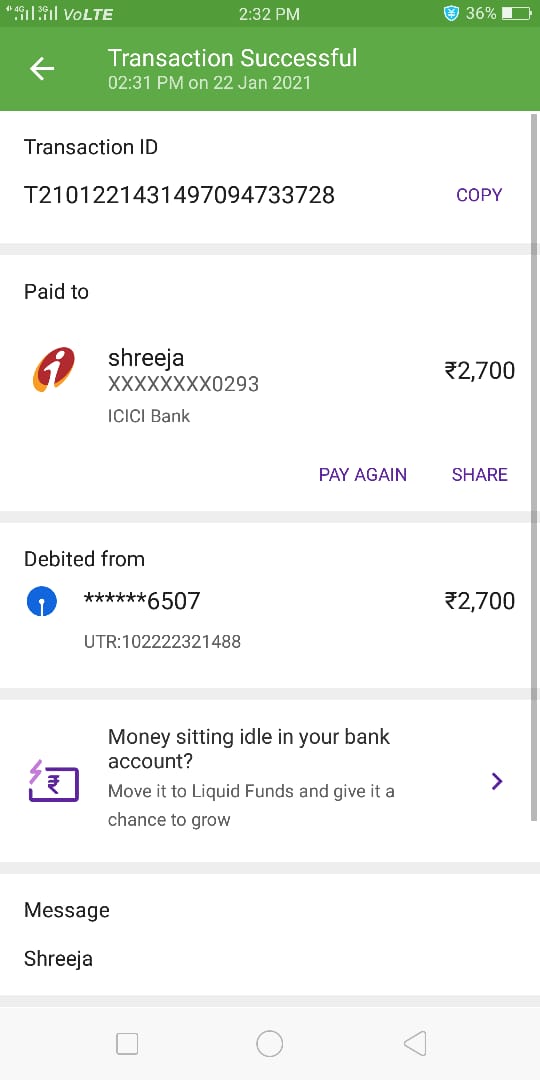 4G 3G VoLTE 2:32 PM 36%
Transaction Successful
02:31 PM on 22 Jan 2021
Transaction ID
T2101221431497094733728 COPY
Paid to
shreeja
XXXXXXXX0293 ₹2,700
ICICI Bank
PAY AGAIN SHARE
Debited from
******6507 ₹2,700
UTR:102222321488
Money sitting idle in your bank
account?
Move it to Liquid Funds and give it a
chance to grow
Message
Shreeja